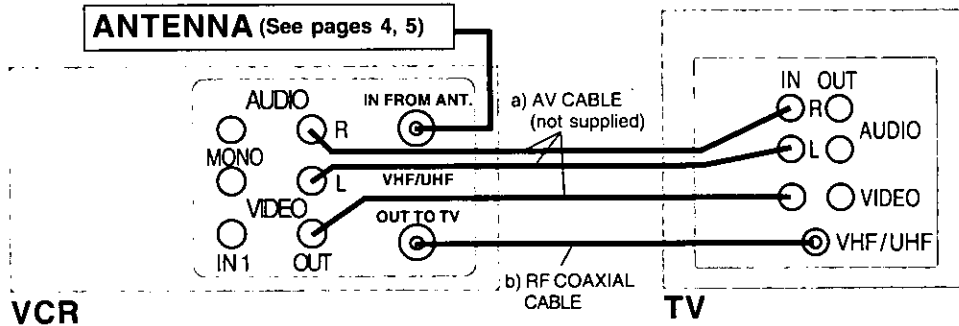 ANTENNA (See pages 4, 5)
AUDIO
IN FROM ANT.
R
MONO
L
VHF/UHF
VIDEO
OUT TO TV
IN 1
OUT
VCR
a) AV CABLE
(not supplied)
b) RF COAXIAL
CABLE
IN OUT
R
AUDIO
L
VIDEO
VHF/UHF
TV